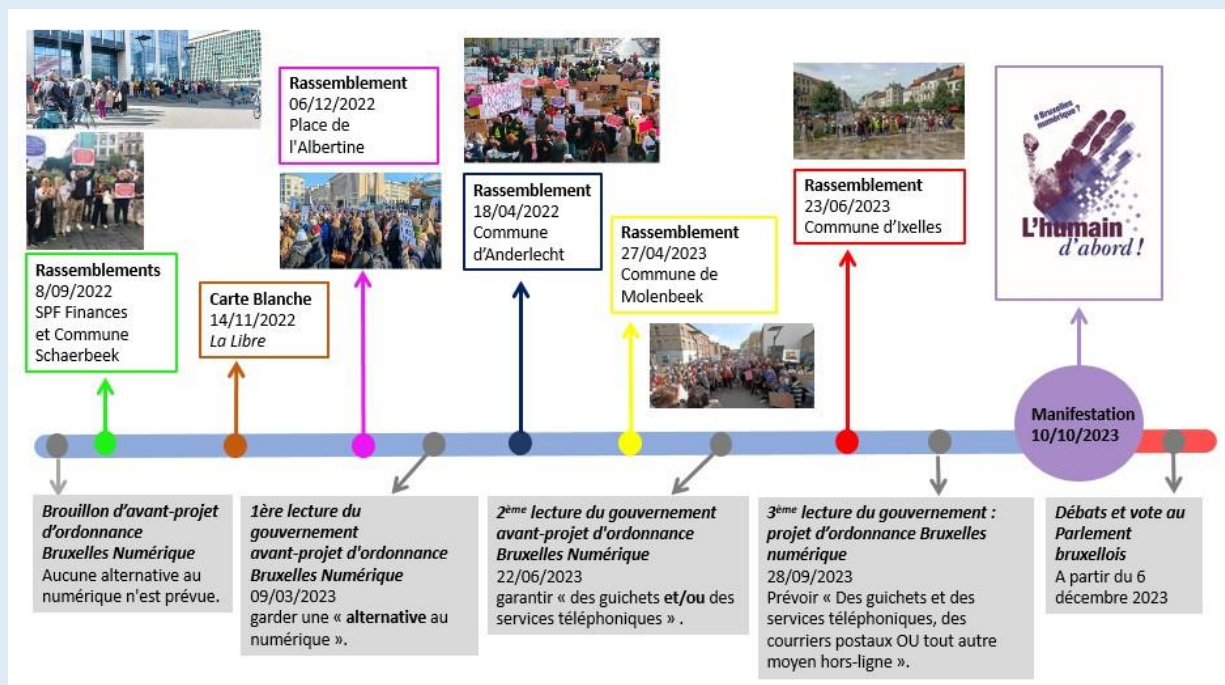 Rassemblements
8/09/2022
SPF Finances
et Commune
Schaerbeek
Carte Blanche
14/11/2022
La Libre
Rassemblement
06/12/2022
Place de
l'Albertine
Rassemblement
18/04/2022
Commune
d’Anderlecht
Rassemblement
27/04/2023
Commune de
Molenbeek
Rassemblement
23/06/2023
Commune d’Ixelles
# Bruxelles
numérique ?
L'humain
d'abord !
Manifestation
10/10/2023
Brouillon d’avant-projet
d’ordonnance
Bruxelles Numérique
Aucune alternative au
numérique n'est prévue.
1ère lecture du
gouvernement
avant-projet d'ordonnance
Bruxelles Numérique
09/03/2023
garder une « alternative au
numérique ».
2ème lecture du gouvernement
avant-projet d'ordonnance
Bruxelles Numérique
22/06/2023
garantir « des guichets et/ou des
services téléphoniques » .
3ème lecture du gouvernement :
projet d’ordonnance Bruxelles
numérique
28/09/2023
Prévoir « Des guichets et des
services téléphoniques, des
courriers postaux OU tout autre
moyen hors-ligne ».
Débats et vote au
Parlement
bruxellois
A partir du 6
décembre 2023